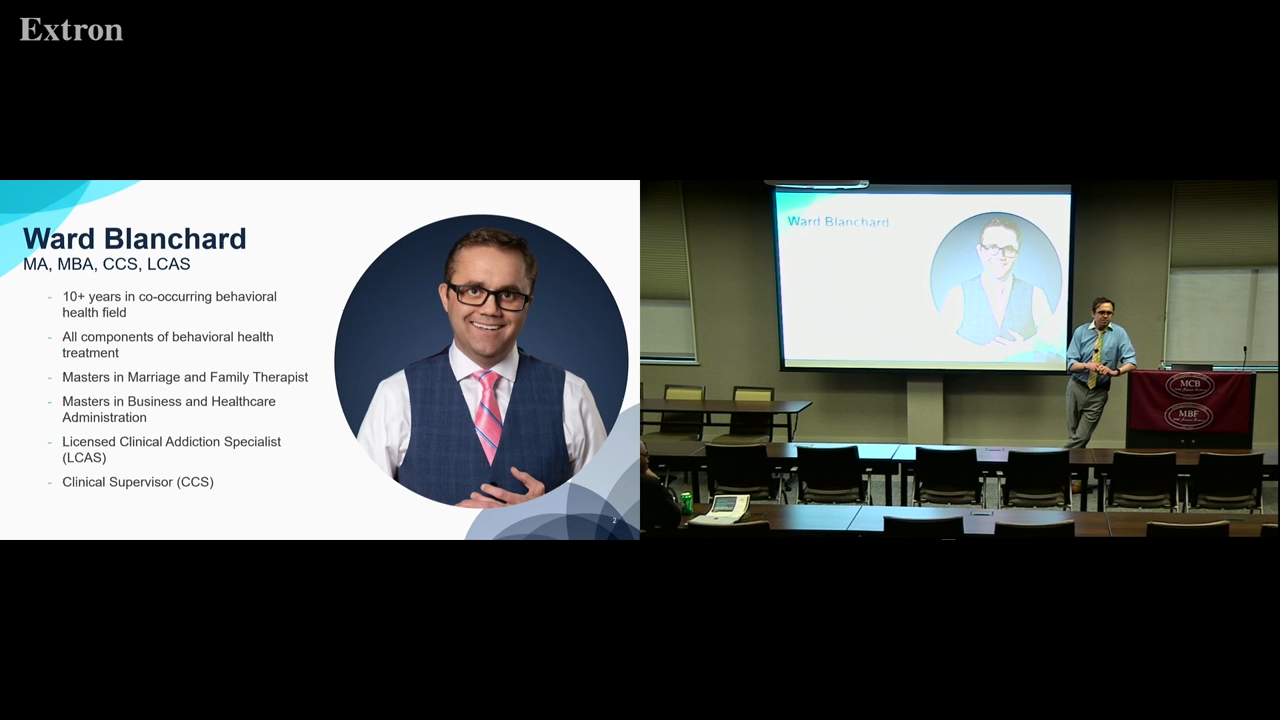 Extron
Ward Blanchard
MA, MBA, CCS, LCAS
- 10+ years in co-occurring behavioral
health field
- All components of behavioral health
treatment
- Masters in Marriage and Family Therapist
- Masters in Business and Healthcare
Administration
- Licensed Clinical Addiction Specialist
(LCAS)
- Clinical Supervisor (CCS)
2
Ward Blanchard
MCB
MBF